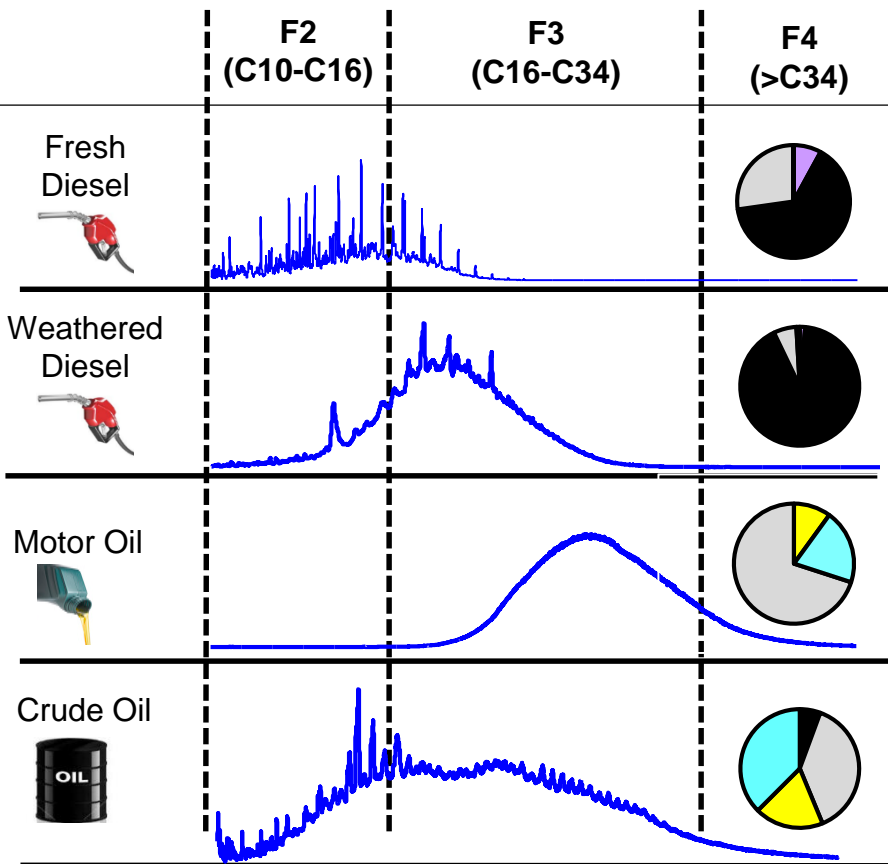 F2
(C10-C16)
F3
(C16-C34)
F4
(>C34)
Fresh
Diesel
Weathered
Diesel
Motor Oil
Crude Oil
OIL